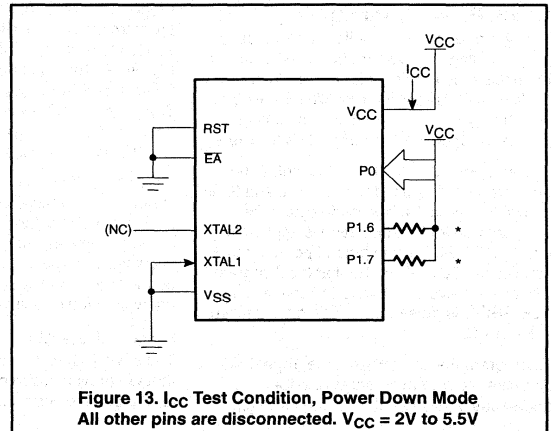 VCC
ICC
VCC
VCC
RST
EA
P0
(NC)
XTAL2
P1.6
*
XTAL1
P1.7
*
VSS
Figure 13. ICC Test Condition, Power Down Mode
All other pins are disconnected. VCC = 2V to 5.5V